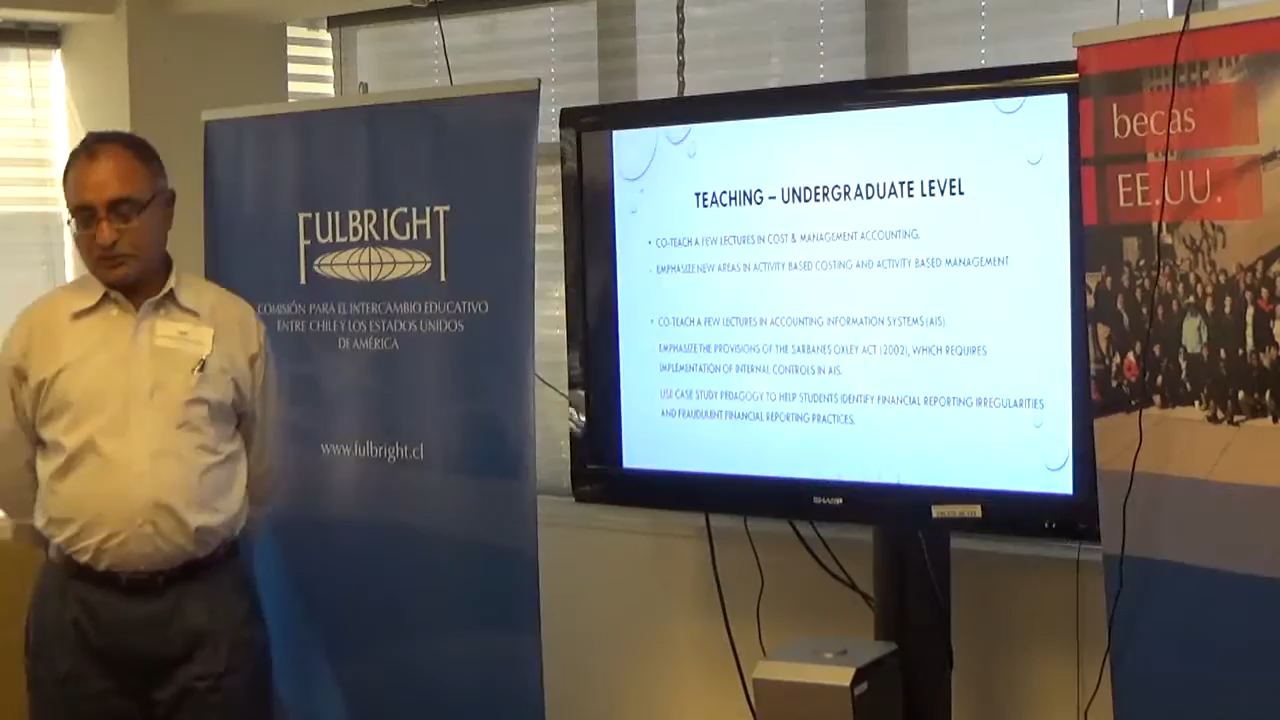 FULBRIGHT
COMISIÓN PARA EL INTERCAMBIO EDUCATIVO
ENTRE CHILE Y LOS ESTADOS UNIDOS
DE AMÉRICA
www.fulbright.cl
TEACHING – UNDERGRADUATE LEVEL
• CO-TEACH A FEW LECTURES IN COST & MANAGEMENT ACCOUNTING.
- EMPHASIZE NEW AREAS IN ACTIVITY BASED COSTING AND ACTIVITY BASED MANAGEMENT
• CO-TEACH A FEW LECTURES IN ACCOUNTING INFORMATION SYSTEMS (AIS).
EMPHASIZE THE PROVISIONS OF THE SARBANES OXLEY ACT (2002), WHICH REQUIRES
IMPLEMENTATION OF INTERNAL CONTROLS IN AIS.
USE CASE STUDY PEDAGOGY TO HELP STUDENTS IDENTIFY FINANCIAL REPORTING IRREGULARITIES
AND FRAUDULENT FINANCIAL REPORTING PRACTICES.
SHARP
becas
EE.UU.